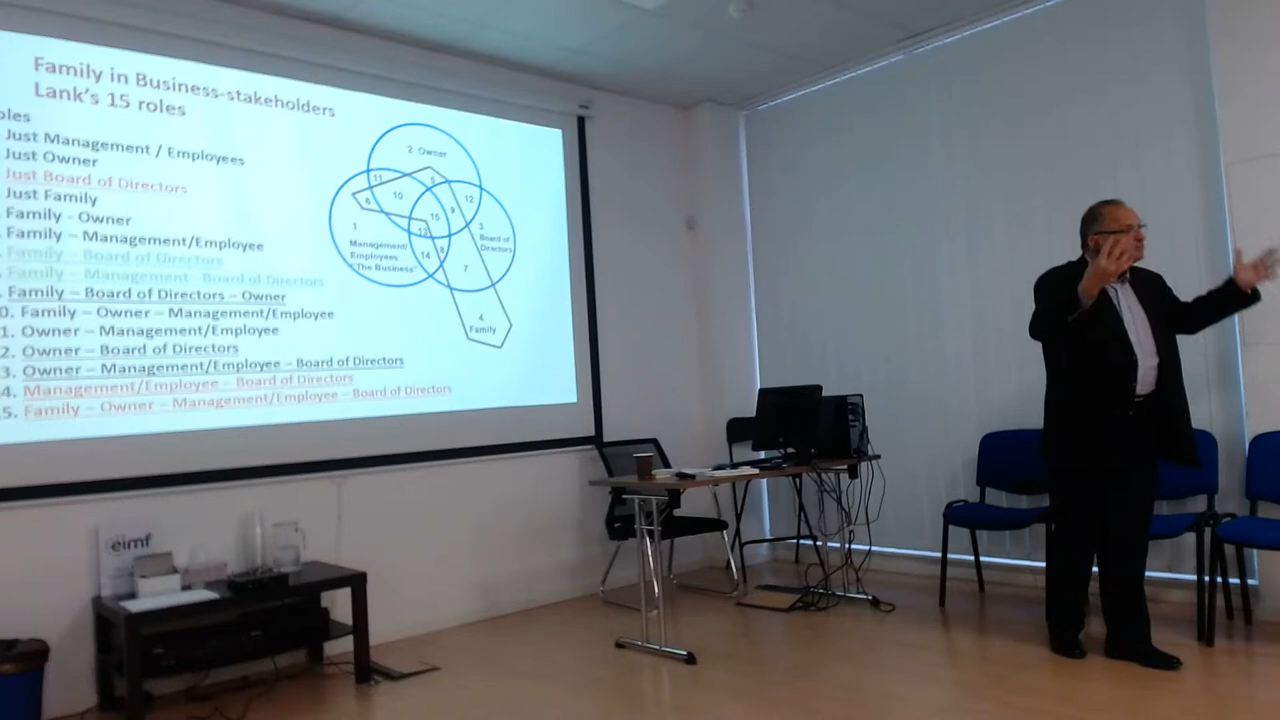 Family in Business-stakeholders
Lank's 15 roles
oles
Just Management / Employees
Just Owner
Just Board of Directors
Just Family
Family - Owner
Family – Management/Employee
Family – Board of Directors
Family – Management- Board of Directors
Family – Board of Directors – Owner
0. Family – Owner – Management/Employee
1. Owner – Management/Employee
2. Owner – Board of Directors
3. Owner – Management/Employee – Board of Directors
4. Management/Employee – Board of Directors
5. Family – Owner – Management/Employee – Board of Directors
2. Owner
11
5
6
10
12
9
15
1
13
3.
Board of
Directors
Management/
Employees
"The Business"
8
14
7
4.
Family
eimf